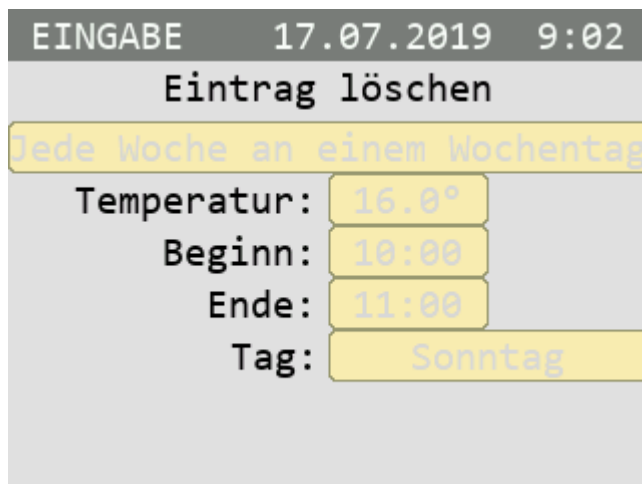 EINGABE 17.07.2019 9:02
Eintrag löschen
Jede Woche an einem Wochentag
Temperatur: 16.0°
Beginn: 10:00
Ende: 11:00
Tag: Sonntag